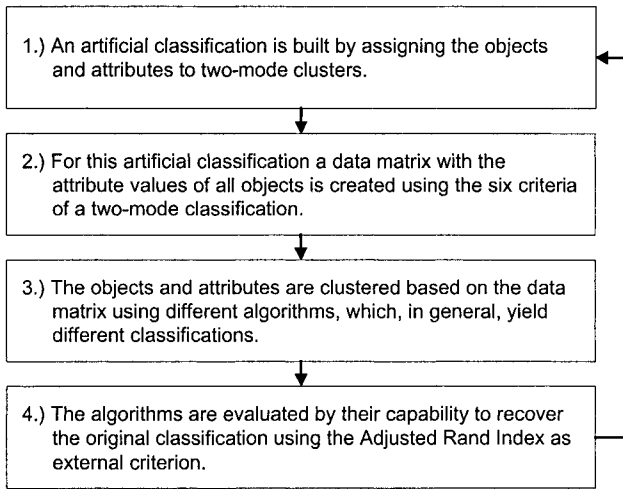 1.) An artificial classification is built by assigning the objects
and attributes to two-mode clusters.
2.) For this artificial classification a data matrix with the
attribute values of all objects is created using the six criteria
of a two-mode classification.
3.) The objects and attributes are clustered based on the data
matrix using different algorithms, which, in general, yield
different classifications.
4.) The algorithms are evaluated by their capability to recover
the original classification using the Adjusted Rand Index as
external criterion.